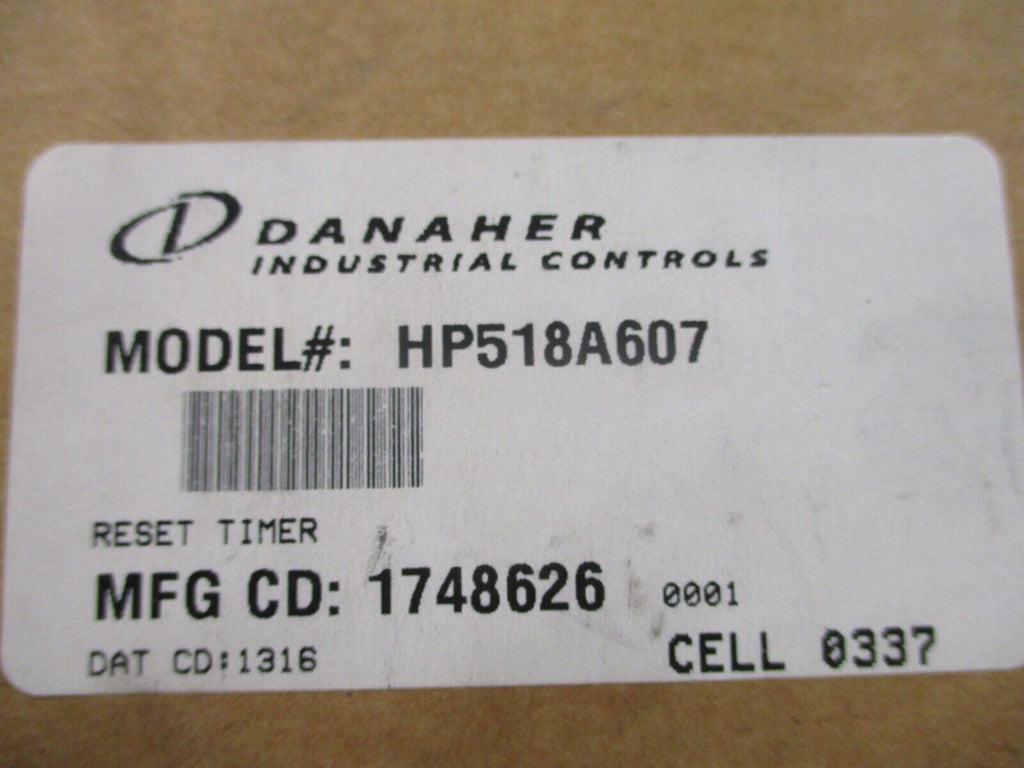 DANAHER
INDUSTRIAL CONTROLS
MODEL#: HP518A607
RESET TIMER
MFG CD: 1748626 0001
DAT CD:1316 CELL 0337